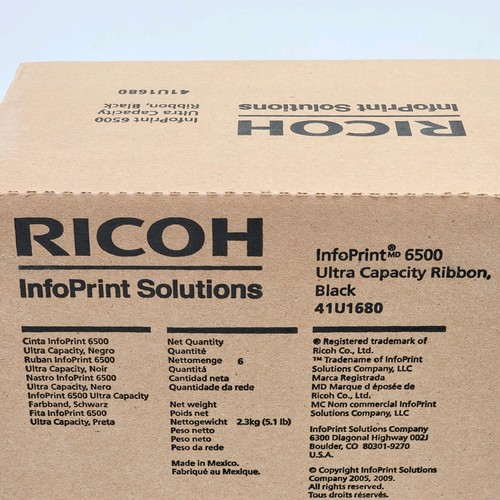 41U1680
Ribbon, Black
Ultra Capacity
InfoPrint 6500
InfoPrint Solutions
RICOH
RICOH
InfoPrint Solutions
InfoPrint® MD 6500
Ultra Capacity Ribbon,
Black
41U1680
Cinta InfoPrint 6500
Ultra Capacity, Negro
Ruban InfoPrint 6500
Ultra Capacity, Noir
Nastro InfoPrint 6500
Ultra Capacity, Nero
InfoPrint 6500 Ultra Capacity
Farbband, Schwarz
Fita InfoPrint 6500
Ultra Capacity, Preta
Net Quantity
Quantité
Nettomenge 6
Quantitá
Cantidad neta
Quantidade da rede
Net weight
Poids net
Nettogewicht 2.3kg (5.1 lb)
Peso netto
Peso neto
Peso da rede
Made in Mexico.
Fabriqué au Mexique.
® Registered trademark of
Ricoh Co., Ltd.
™ Trademark of InfoPrint
Solutions Company, LLC
Marca Registrada
MD Marque d éposée de
Ricoh Co., Ltd.
MC Nom commercial InfoPrint
Solutions Company, LLC
InfoPrint Solutions Company
6300 Diagonal Highway 002J
Boulder, CO 80301-9270
U.S.A.
© Copyright InfoPrint Solutions
Company 2005, 2009.
All rights reserved.
Tous droits réservés.